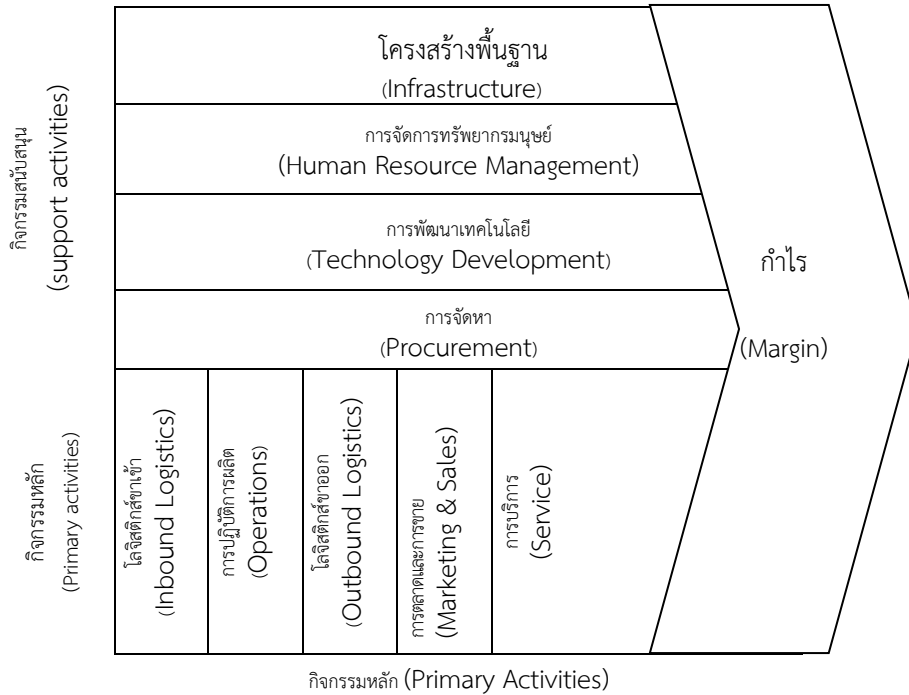 โครงสร้างพื้นฐาน
(Infrastructure)
กิจกรรมสนับสนุน
(support activities)
การจัดการทรัพยากรมนุษย์
(Human Resource Management)
การพัฒนาเทคโนโลยี
(Technology Development)
กำไร
การจัดหา
(Procurement)
(Margin)
กิจกรรมหลัก
(Primary activities)
โลจิสติกส์ขาเข้า
(Inbound Logistics)
การปฏิบัติการผลิต
(Operations)
โลจิสติกส์ขาออก
(Outbound Logistics)
การตลาดและการขาย
(Marketing & Sales)
การบริการ
(Service)
กิจกรรมหลัก (Primary Activities)